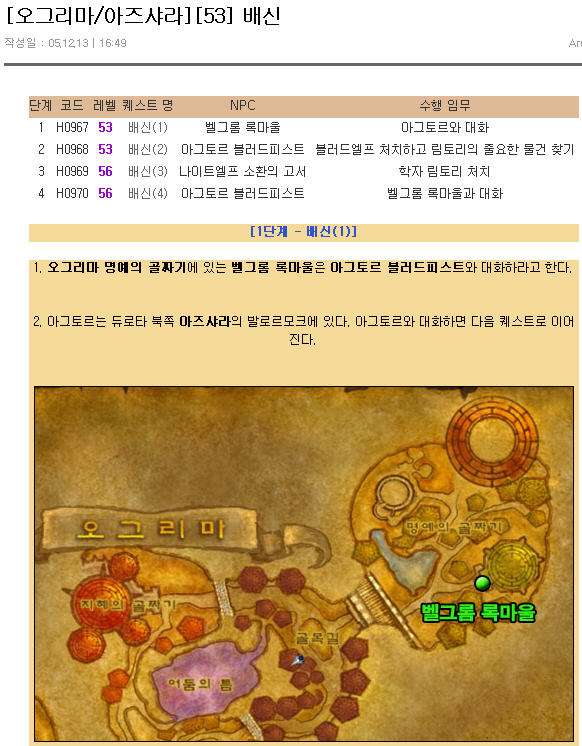 [오그리마/아즈샤라][53] 배신
작성일 : 05.12.13 | 16:49
단계 코드 레벨 퀘스트 명 NPC 수행 임무
1 H0967 53 배신(1) 벨그롬 록마울 아그토르와 대화
2 H0968 53 배신(2) 아그토르 블러드피스트 블러드엘프 처치하고 림토리의 중요한 물건 찾기
3 H0969 56 배신(3) 나이트엘프 소환의 고서 학자 림토리 처치
4 H0970 56 배신(4) 아그토르 블러드피스트 벨그롬 록마울과 대화
[1단계 - 배신(1)]
1. 오그리마 명예의 골짜기에 있는 벨그롬 록마울은 아그토르 블러드피스트와 대화하라고 한다.
2. 아그토르는 듀로타 북쪽 아즈샤라의 발로르모크에 있다. 아그토르와 대화하면 다음 퀘스트로 이어
진다.
오그리마
명예의 골짜기
지혜의 골짜기
벨그롬 록마울
골목길
어둠의 틈